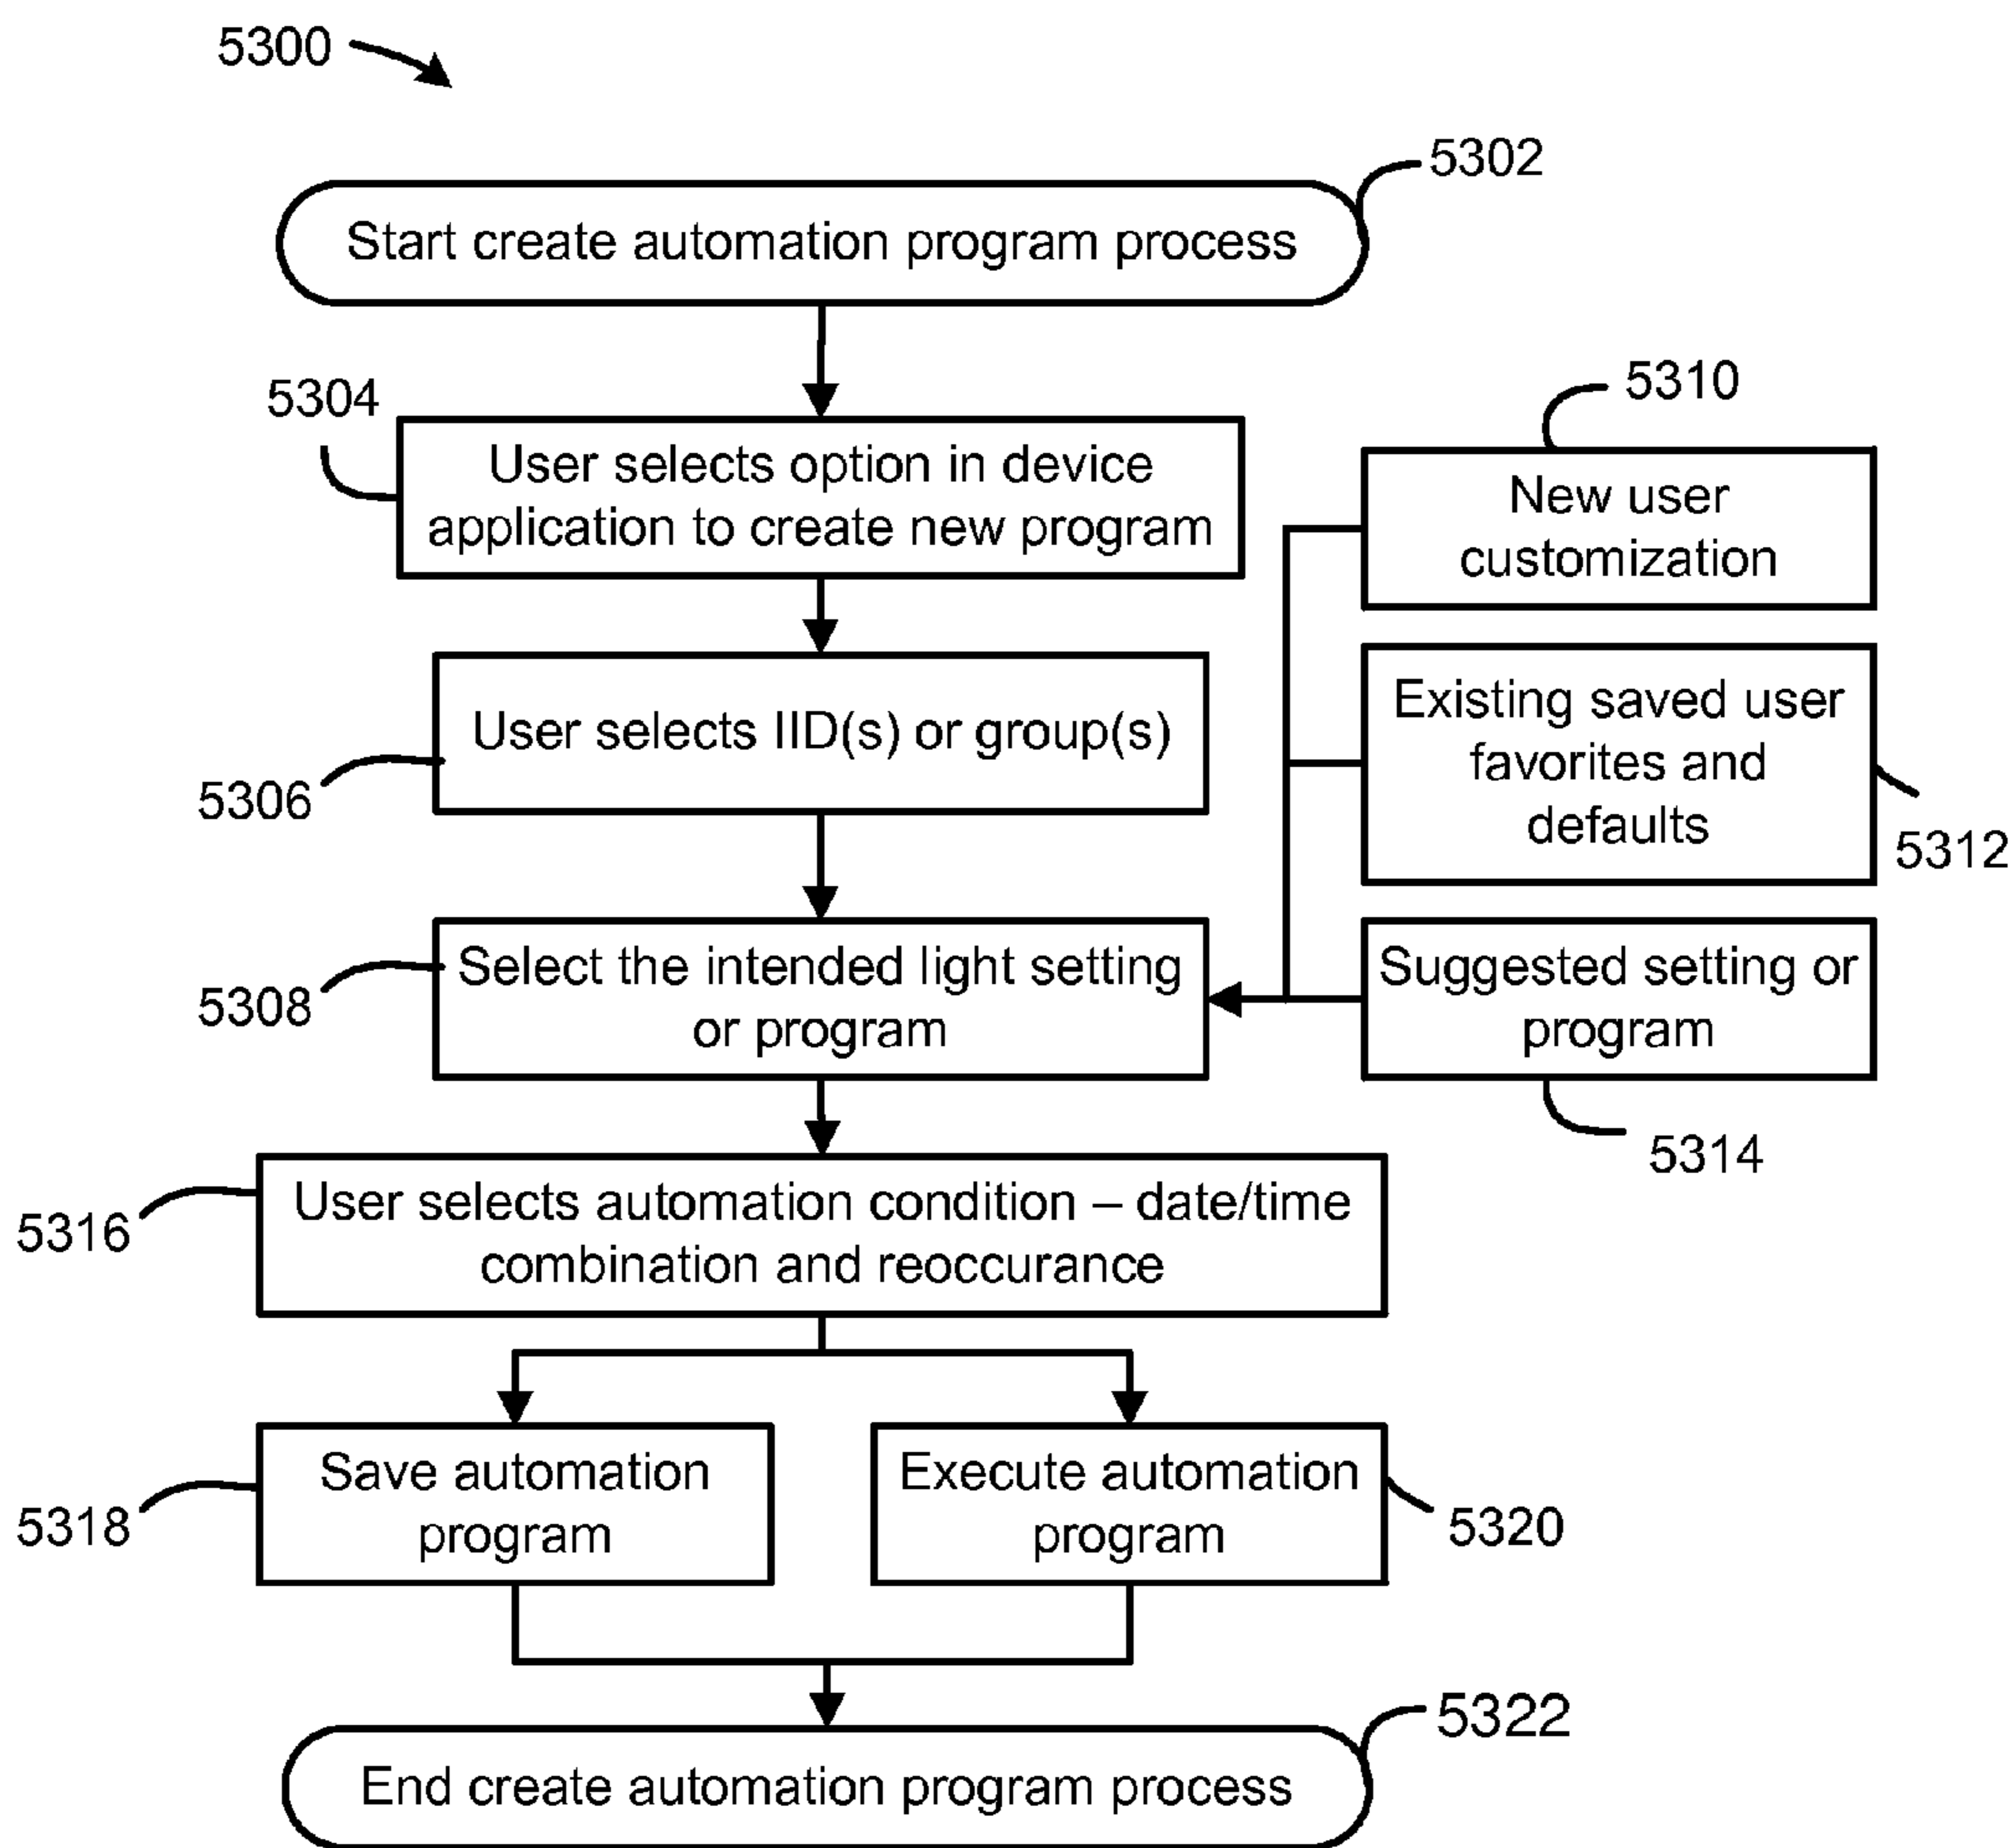 5300
5302
Start create automation program process
5304
User selects option in device
application to create new program
5310
New user
customization
5306
User selects IID(s) or group(s)
Existing saved user
favorites and
defaults
5312
5308
Select the intended light setting
or program
Suggested setting or
program
5314
5316
User selects automation condition – date/time
combination and reoccurance
5318
Save automation
program
Execute automation
program
5320
5322
End create automation program process